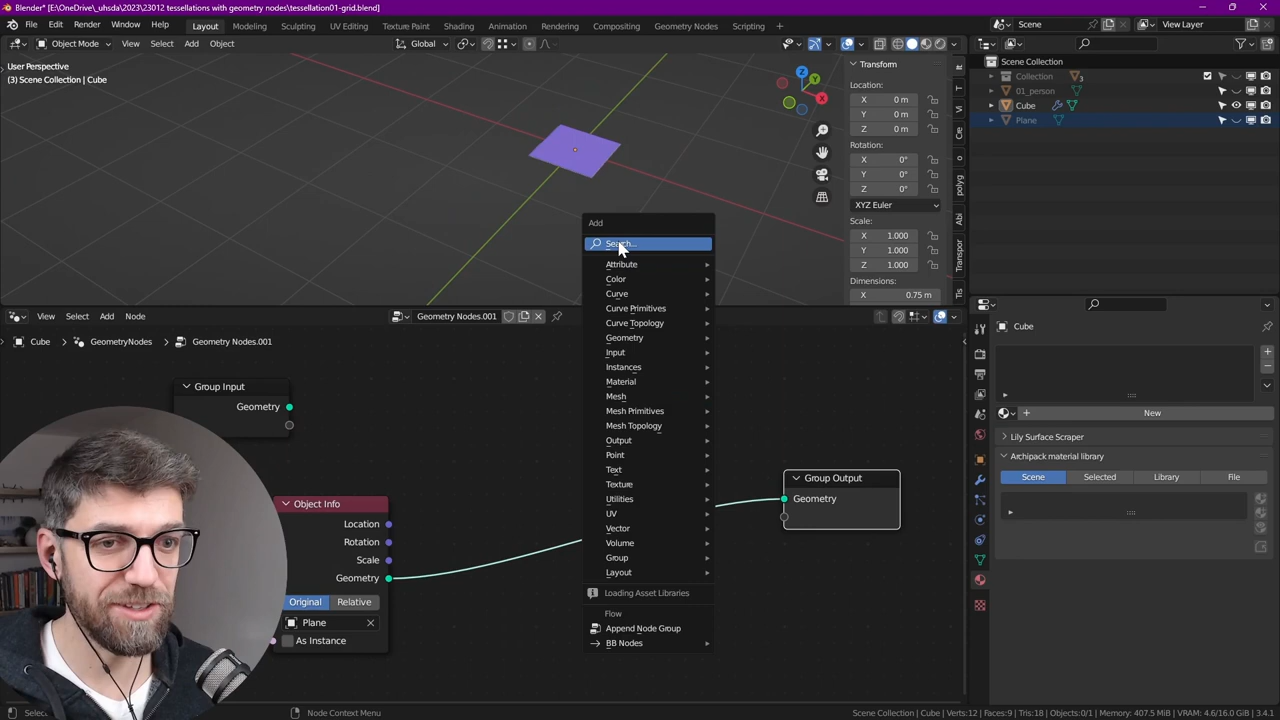 Blender* [E:\OneDrive\_uhsda\2023\23012 tessellations with geometry nodes\tessellation01-grid.blend]
File Edit Render Window Help Layout Modeling Sculpting UV Editing Texture Paint Shading Animation Rendering Compositing Geometry Nodes Scripting Scene View Layer
Object Mode View Select Add Object Global
User Perspective
(3) Scene Collection | Cube
Z
Y
X
Transform
Location:
X 0 m
Y 0 m
Z 0 m
Rotation:
X 0°
Y 0°
Z 0°
XYZ Euler
Scale:
X 1.000
Y 1.000
Z 1.000
Dimensions:
X 0.75 m
It
T
Vi
Cre
o
polyg
Abi
Transpor
Tis
Scene Collection
Collection 3
01_person
Cube
Plane
Add
Search...
Attribute
Color
Curve
Curve Primitives
Curve Topology
Geometry
Input
Instances
Material
Mesh
Mesh Primitives
Mesh Topology
Output
Point
Text
Texture
Utilities
UV
Vector
Volume
Group
Layout
Loading Asset Libraries
Flow
Append Node Group
BB Nodes
View Select Add Node Geometry Nodes.001
Cube GeometryNodes Geometry Nodes.001
Group Input
Geometry
Object Info
Location
Rotation
Scale
Geometry
Original Relative
Plane
As Instance
Group Output
Geometry
Cube
New
Lily Surface Scraper
Archipack material library
Scene Selected Library File
Select Node Context Menu Scene Collection | Cube | Verts:12 | Faces:9 | Tris:18 | Objects:0/1 | Memory: 407.5 MiB | VRAM: 4.6/16.0 GiB | 3.4.1